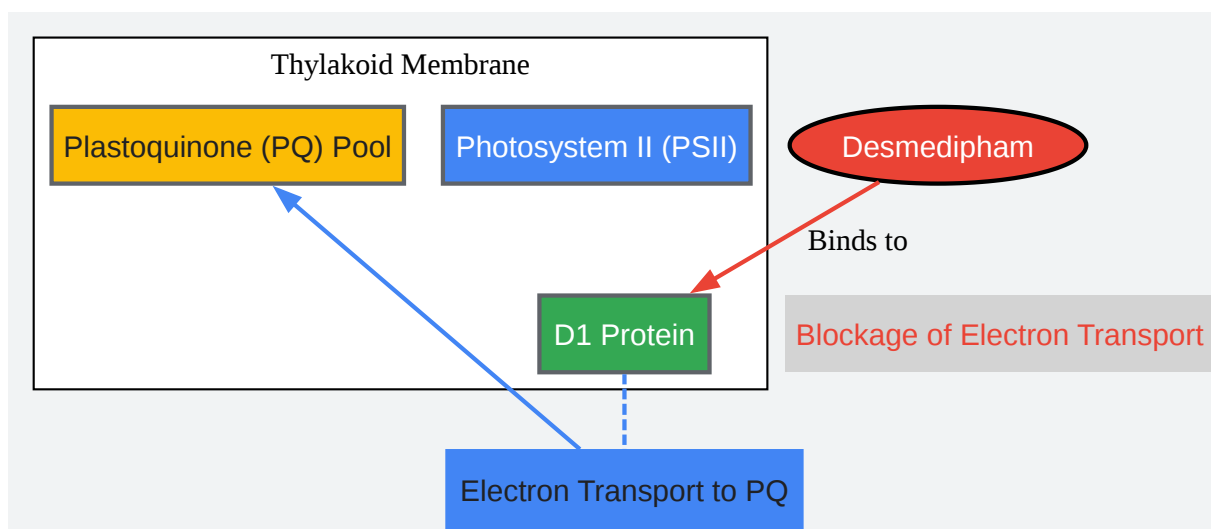 Thylakoid Membrane
Plastoquinone (PQ) Pool
Photosystem II (PSII)
Desmedipham
Binds to
D1 Protein
Blockage of Electron Transport
Electron Transport to PQ